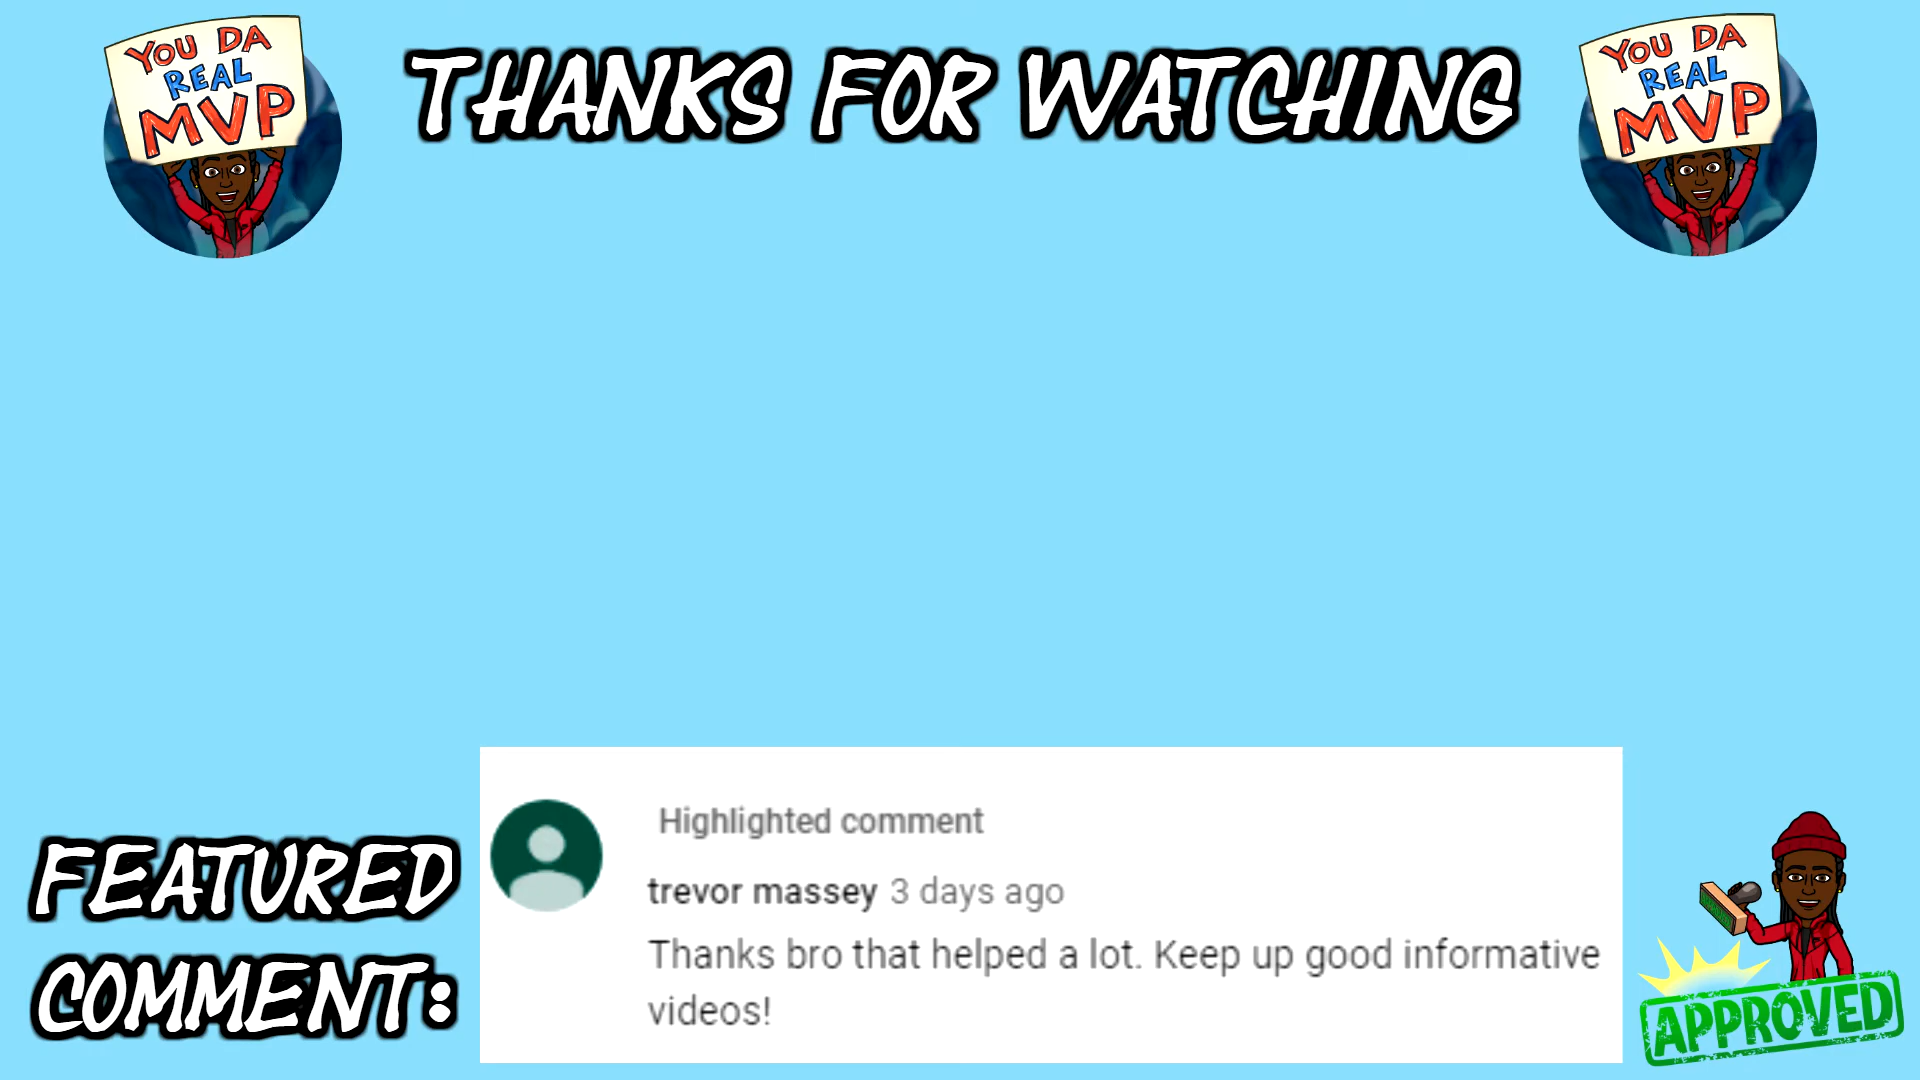 YOU DA
REAL
MVP
THANKS FOR WATCHING
YOU DA
REAL
MVP
FEATURED
COMMENT:
Highlighted comment
trevor massey 3 days ago
Thanks bro that helped a lot. Keep up good informative
videos!
APPROVED